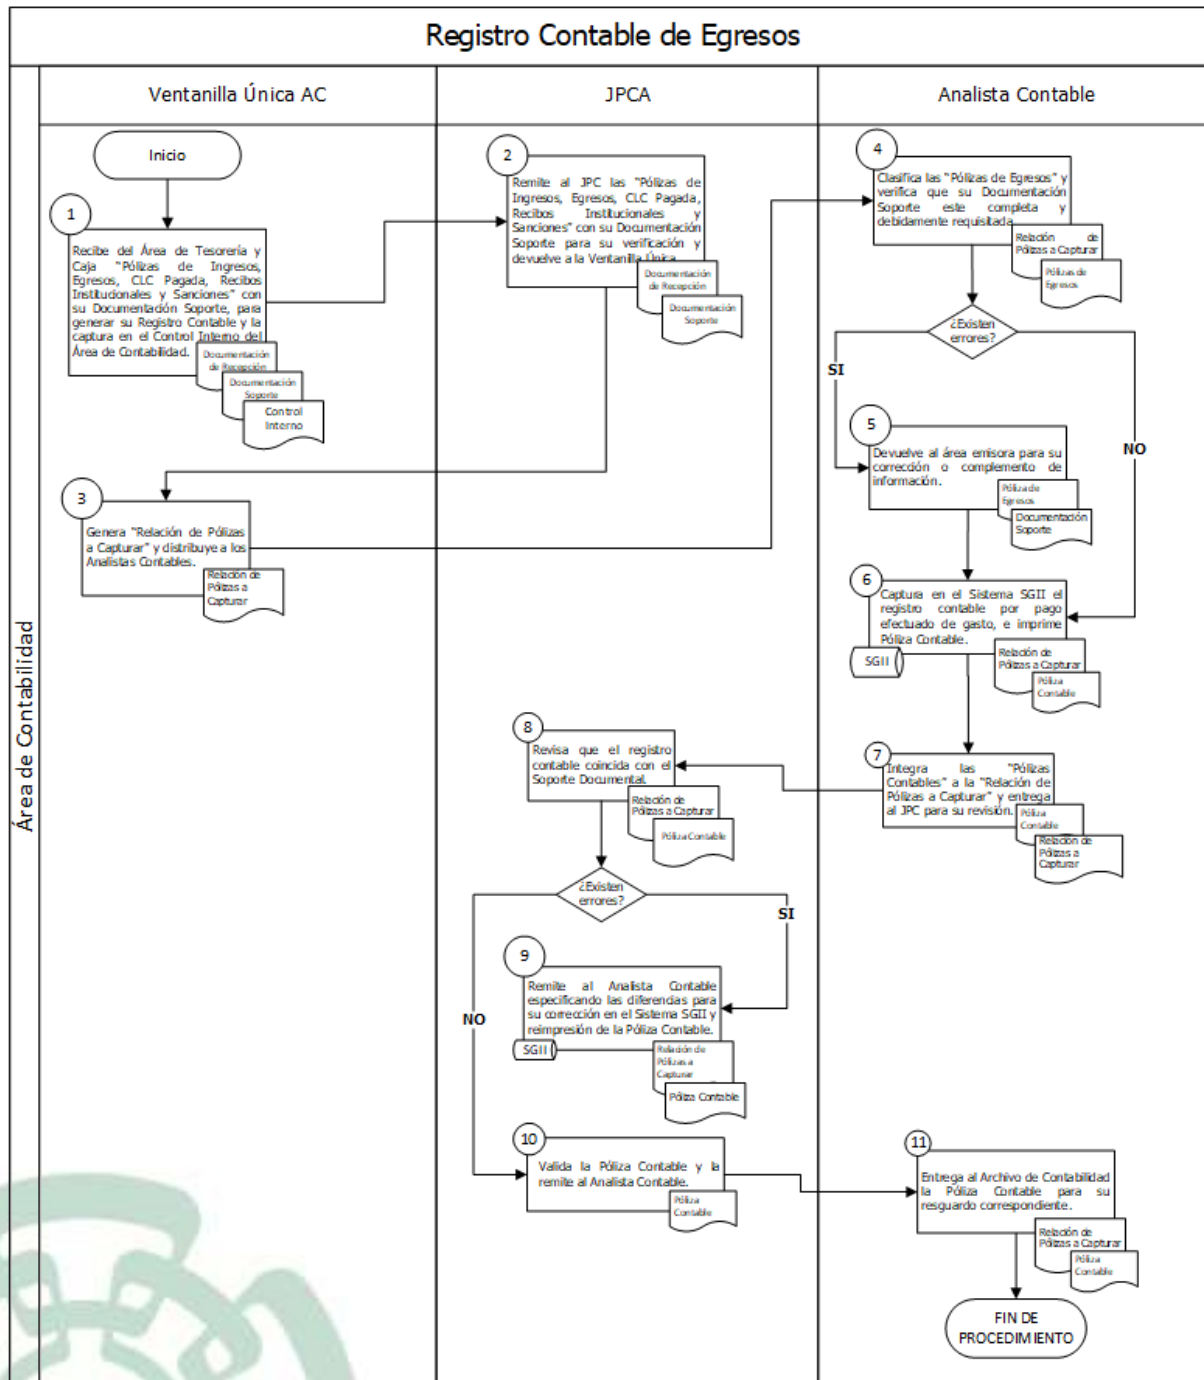 Registro Contable de Egresos
Área de Contabilidad
Ventanilla Única AC
JPCA
Analista Contable
Inicio
1
Recibe del Área de Tesorería y
Caja "Pólizas de Ingresos,
Egresos, CLC Pagada, Recibos
Institucionales y Sanciones" con
su Documentación Soporte, para
generar su Registro Contable y la
captura en el Control Interno del
Área de Contabilidad.
Documentación
de Recepción
Documentación
Soporte
Control
Interno
2
Remite al JPC las "Pólizas de
Ingresos, Egresos, CLC Pagada,
Recibos Institucionales y
Sanciones" con su Documentación
Soporte para su verificación y
devuelve a la Ventanilla Única.
Documentación
de Recepción
Documentación
Soporte
3
Genera "Relación de Pólizas
a Capturar" y distribuye a los
Analistas Contables.
Relación de
Pólizas a
Capturar
4
Clasifica las "Pólizas de Egresos" y
verifica que su Documentación
Soporte este completa y
debidamente requisitada.
Relación de
Pólizas a Capturar
Pólizas de
Egresos
¿Existen
errores?
SI
NO
5
Devuelve al área emisora para su
corrección o complemento de
información.
Póliza de
Egresos
Documentación
Soporte
6
Captura en el Sistema SGII el
registro contable por pago
efectuado de gasto, e imprime
Póliza Contable.
SGII
Relación de
Pólizas a Capturar
Póliza
Contable
7
Integra las "Pólizas
Contables" a la "Relación de
Pólizas a Capturar" y entrega
al JPC para su revisión.
Póliza
Contable
Relación de
Pólizas a
Capturar
8
Revisa que el registro
contable coincida con el
Soporte Documental.
Relación de
Pólizas a Capturar
Póliza Contable
¿Existen
errores?
SI
NO
9
Remite al Analista Contable
especificando las diferencias para
su corrección en el Sistema SGII y
reimpresión de la Póliza Contable.
SGII
Relación de
Pólizas a
Capturar
Póliza Contable
10
Valida la Póliza Contable y la
remite al Analista Contable.
Póliza
Contable
11
Entrega al Archivo de Contabilidad
la Póliza Contable para su
resguardo correspondiente.
Relación de
Pólizas a Capturar
Póliza
Contable
FIN DE
PROCEDIMIENTO